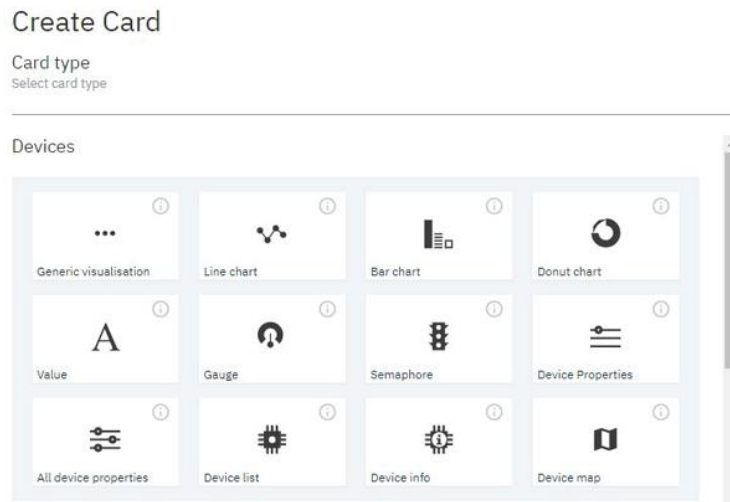 Create Card
Card type
Select card type
Devices
Generic visualisation
Line chart
Bar chart
Donut chart
A
Value
Gauge
Semaphore
Device Properties
All device properties
Device list
Device info
Device map